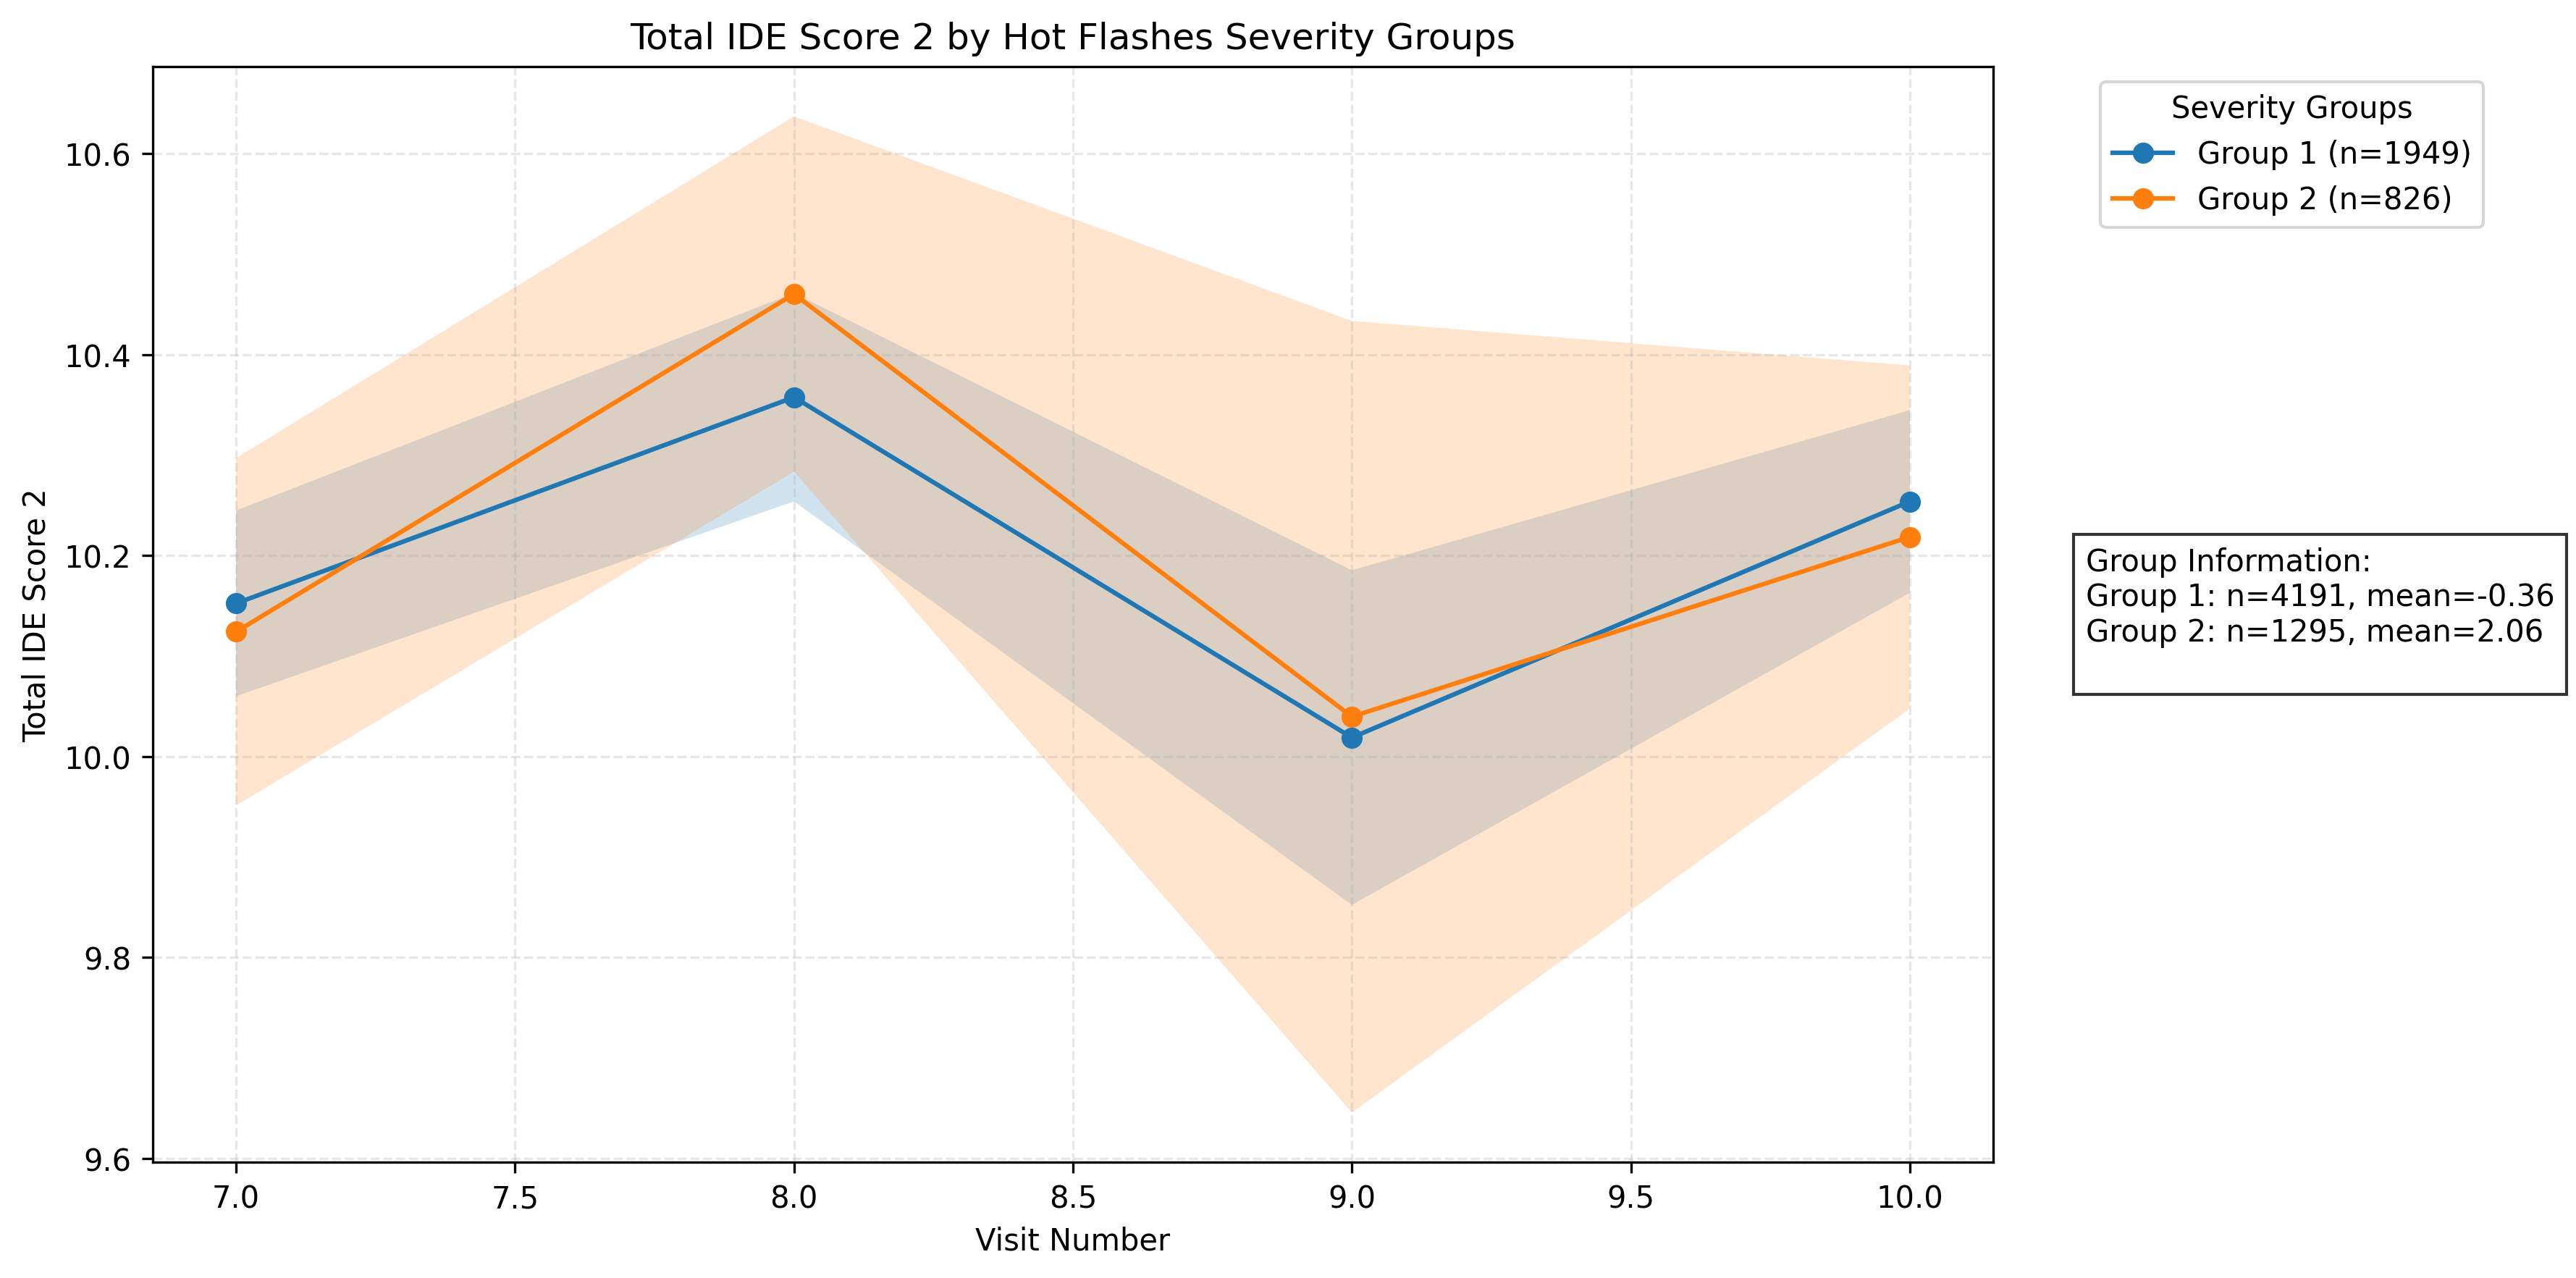 Total IDE Score 2 by Hot Flashes Severity Groups
Total IDE Score 2
10.6
10.4
10.2
10.0
9.8
9.6
7.0 7.5 8.0 8.5 9.0 9.5 10.0
Visit Number
Severity Groups
Group 1 (n=1949)
Group 2 (n=826)
Group Information:
Group 1: n=4191, mean=-0.36
Group 2: n=1295, mean=2.06